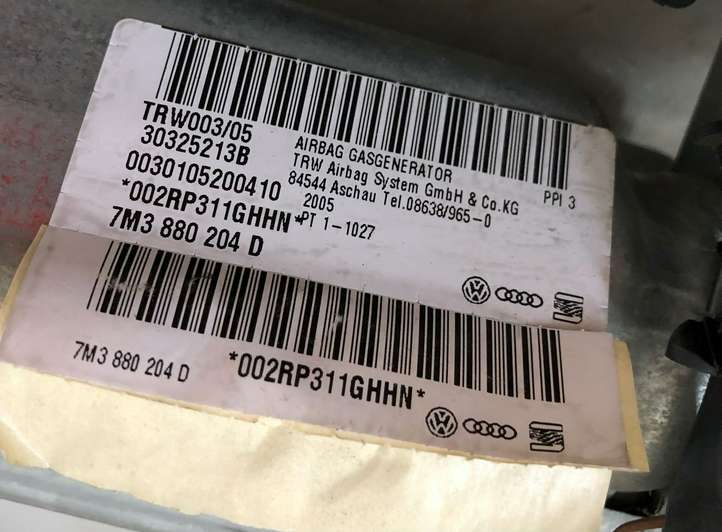 TRW003/05
30325213B
0030105200410
*002RP311GHHN*
7M3 880 204 D
AIRBAG GASGENERATOR
TRW Airbag System GmbH & Co.KG
84544 Aschau Tel.08638/965-0
2005
PT 1-1027
PPI 3
7M3 880 204 D
*002RP311GHHN*